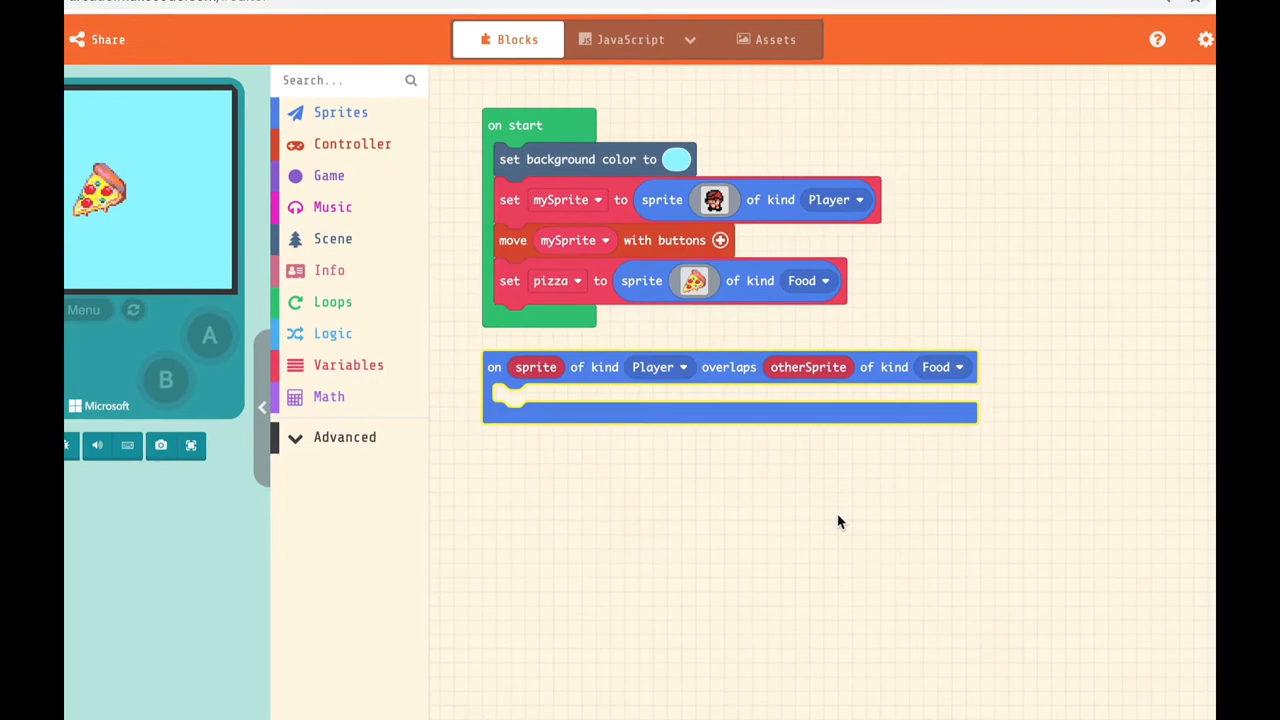 Share
Blocks
JavaScript
Assets
Search...
Sprites
Controller
Game
Music
Scene
Info
Loops
Logic
Variables
Math
Advanced
Menu
A
B
Microsoft
on start
set background color to
set mySprite to sprite of kind Player
move mySprite with buttons
set pizza to sprite of kind Food
on sprite of kind Player overlaps otherSprite of kind Food